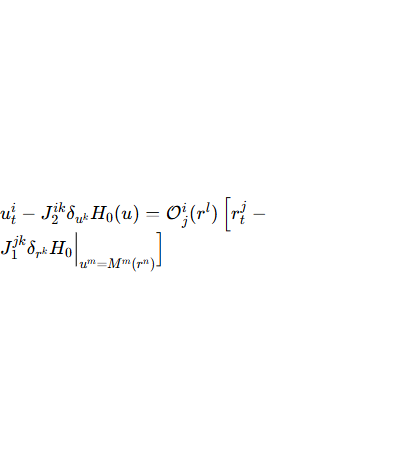 $u_t^i - J_2^{ik} \delta_{u^k} H_0(u) = \mathcal{O}_j^i(r^l) \Big[ r_t^j -$
$J_1^{jk} \delta_{r^k} H_0 \Big|_{u^m = M^m(r^n)} \Big]$